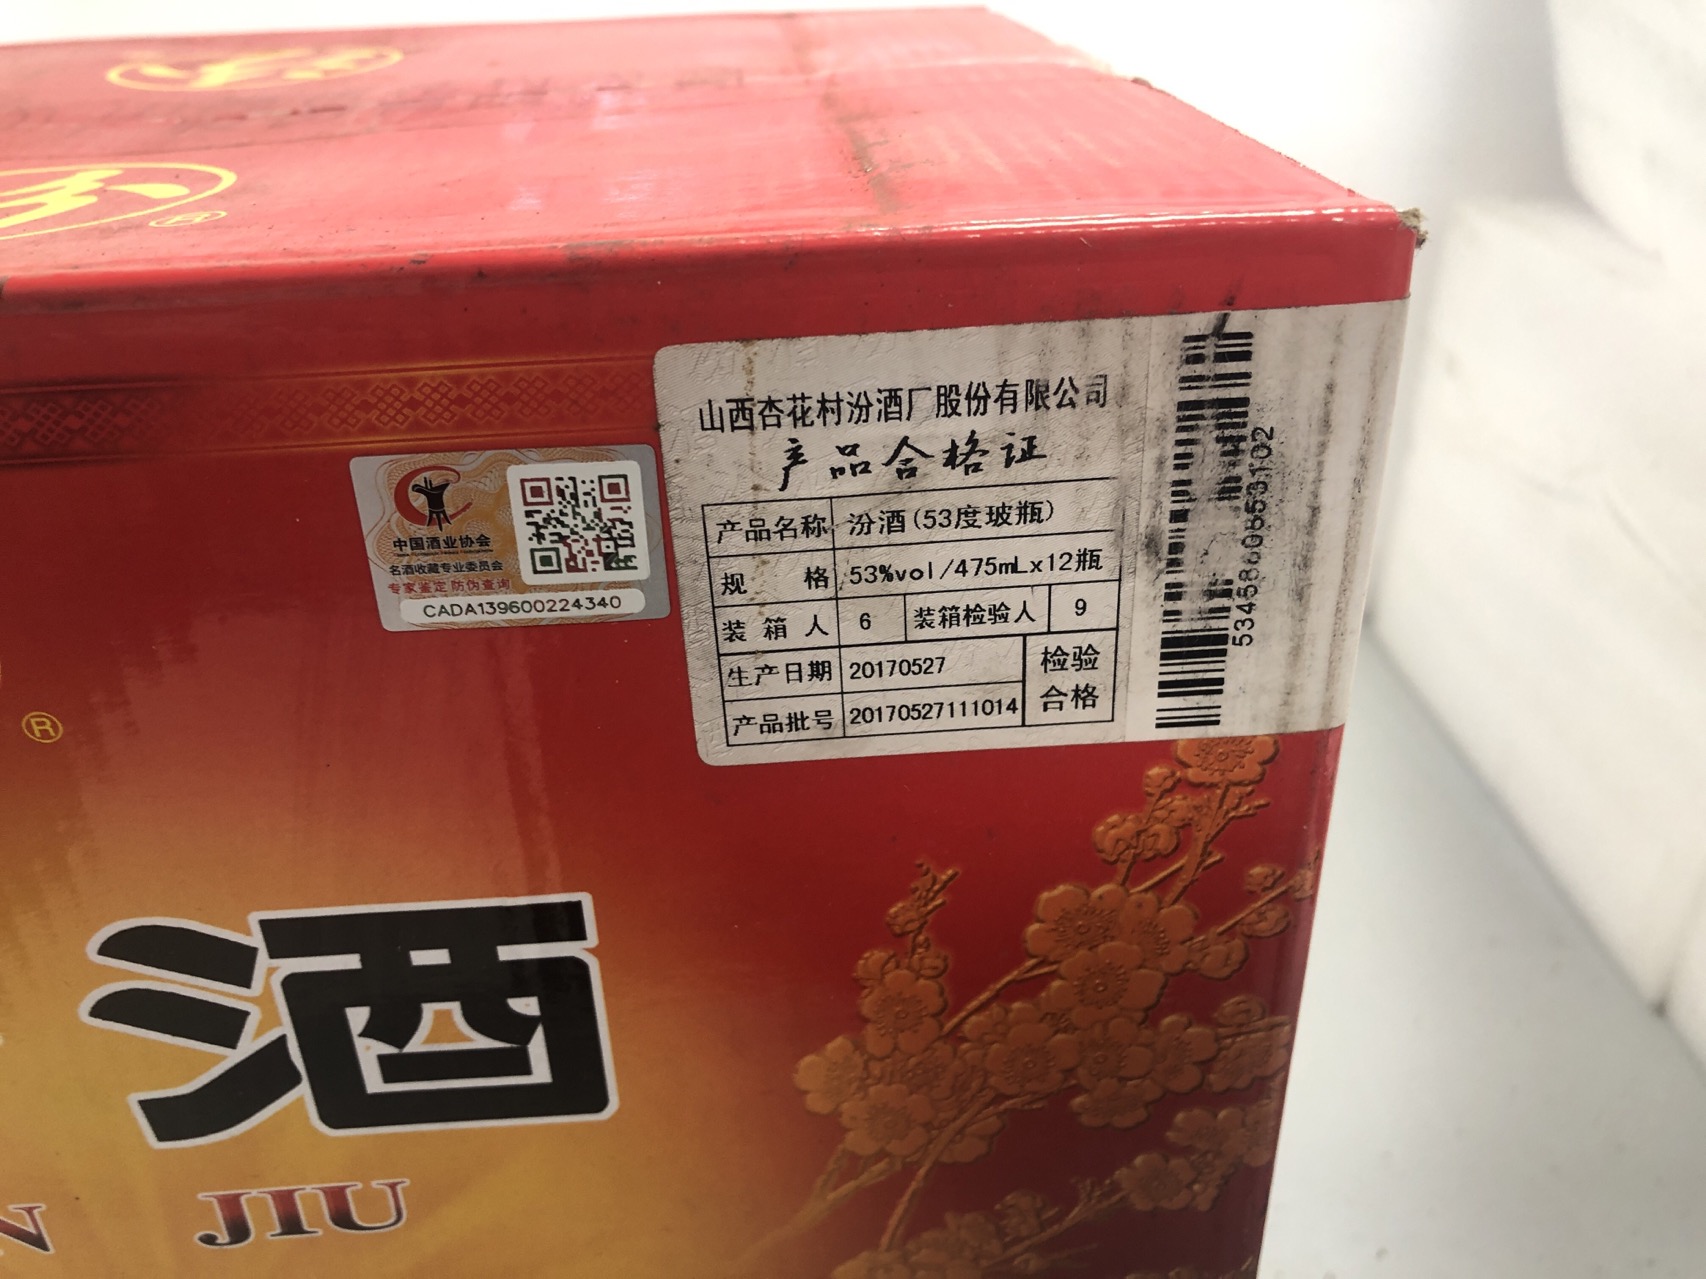 山西杏花村汾酒厂股份有限公司
产品合格证
产品名称 汾酒(53度玻瓶)
规 格 53%vol/475mLx12瓶
装 箱 人 6 装箱检验人 9
生产日期 20170527 检验
产品批号 20170527111014 合格
中国酒业协会
名酒收藏专业委员会
专家鉴定 防伪查询
CADA139600224340
®
酒
JIU